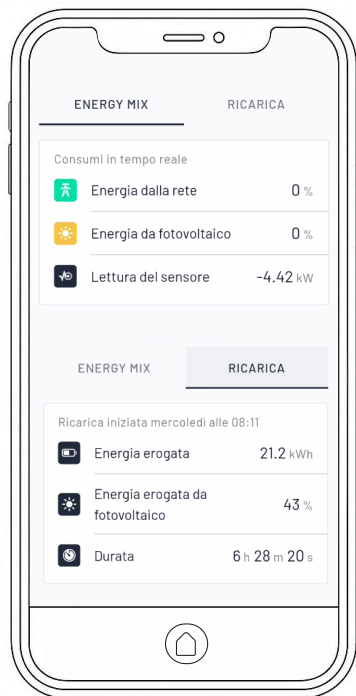 ENERGY MIX RICARICA
Consumi in tempo reale
Energia dalla rete 0 %
Energia da fotovoltaico 0 %
Lettura del sensore -4.42 kW
ENERGY MIX RICARICA
Ricarica iniziata mercoledì alle 08:11
Energia erogata 21.2 kWh
Energia erogata da
fotovoltaico 43 %
Durata 6 h 28 m 20 s